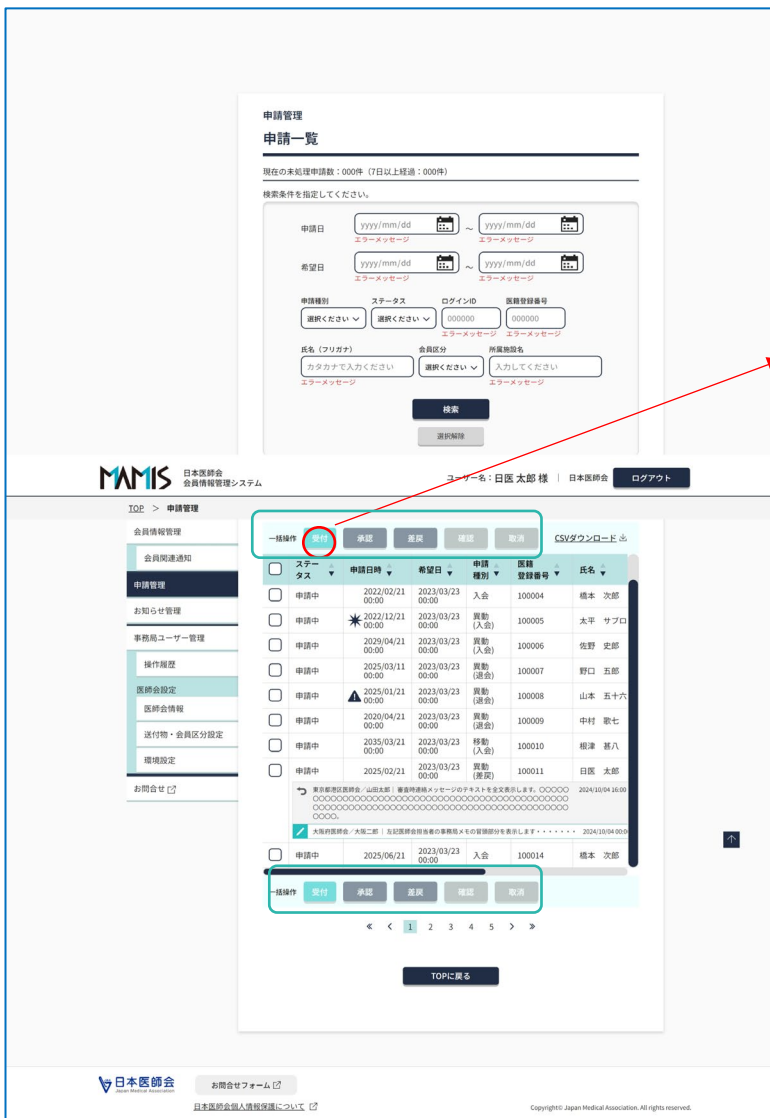 申請管理
申請一覧
現在の未処理申請数：000件（7日以上経過：000件）
検索条件を指定してください。
申請日 yyyy/mm/dd ～ yyyy/mm/dd
エラーメッセージ エラーメッセージ
希望日 yyyy/mm/dd ～ yyyy/mm/dd
エラーメッセージ エラーメッセージ
申請種別 ステータス ログインID 医籍登録番号
選択ください 選択ください 000000 000000
エラーメッセージ エラーメッセージ
氏名（フリガナ） 会員区分 所属施設名
カタカナで入力ください 選択ください 入力してください
エラーメッセージ エラーメッセージ
検索
選択解除
MAMIS 日本医師会
会員情報管理システム
ユーザー名：日医 太郎 様 | 日本医師会 ログアウト
TOP > 申請管理
会員情報管理
会員関連通知
申請管理
お知らせ管理
事務局ユーザー管理
操作履歴
医師会設定
医師会情報
送付物・会員区分設定
環境設定
お問合せ
一括操作 受付 承認 差戻 確認 取消 CSVダウンロード
ステータス 申請日時 希望日 申請種別 医籍登録番号 氏名
申請中 2022/02/21 00:00 2023/03/23 00:00 入会 100004 橋本 次郎
申請中 2022/12/21 00:00 2023/03/23 00:00 異動(入会) 100005 太平 サブロ
申請中 2029/04/21 00:00 2023/03/23 00:00 異動(入会) 100006 佐野 史郎
申請中 2025/03/11 00:00 2023/03/23 00:00 異動(退会) 100007 野口 五郎
申請中 2025/01/21 00:00 2023/03/23 00:00 異動(退会) 100008 山本 五十六
申請中 2020/04/21 00:00 2023/03/23 00:00 異動(退会) 100009 中村 歌七
申請中 2035/03/21 00:00 2023/03/23 00:00 移動(入会) 100010 根津 甚八
申請中 2025/02/21 2023/03/23 00:00 異動(差戻) 100011 日医 太郎
東京都港区医師会／山田太郎｜審査時連絡メッセージのテキストを全文表示します。〇〇〇〇〇 2024/10/04 16:00
〇〇〇〇〇〇〇〇〇〇〇〇〇〇〇〇〇〇〇〇〇〇〇〇〇〇〇〇〇〇〇〇〇〇〇
〇〇〇〇〇〇〇〇〇〇〇〇〇〇〇〇〇〇〇〇〇〇〇〇〇〇〇〇〇〇〇〇〇〇〇
〇〇〇〇。
大阪府医師会／大阪二郎｜左記医師会担当者の事務局メモの冒頭部分を表示します・・・・・・・ 2024/10/04 00:0
申請中 2025/06/21 2023/03/23 00:00 入会 100014 橋本 次郎
一括操作 受付 承認 差戻 確認 取消
≪ < 1 2 3 4 5 > ≫
TOPに戻る
日本医師会
Japan Medical Association
お問合せフォーム
日本医師会個人情報保護について
Copyright© Japan Medical Association. All rights reserved.